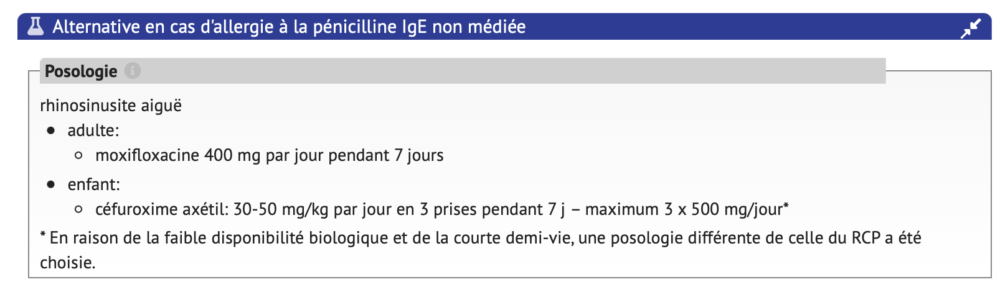 Alternative en cas d'allergie à la pénicilline IgE non médiée
Posologie
rhinosinusite aiguë
● adulte:
○ moxifloxacine 400 mg par jour pendant 7 jours
● enfant:
○ céfuroxime axétil: 30-50 mg/kg par jour en 3 prises pendant 7 j – maximum 3 x 500 mg/jour*
* En raison de la faible disponibilité biologique et de la courte demi-vie, une posologie différente de celle du RCP a été
choisie.